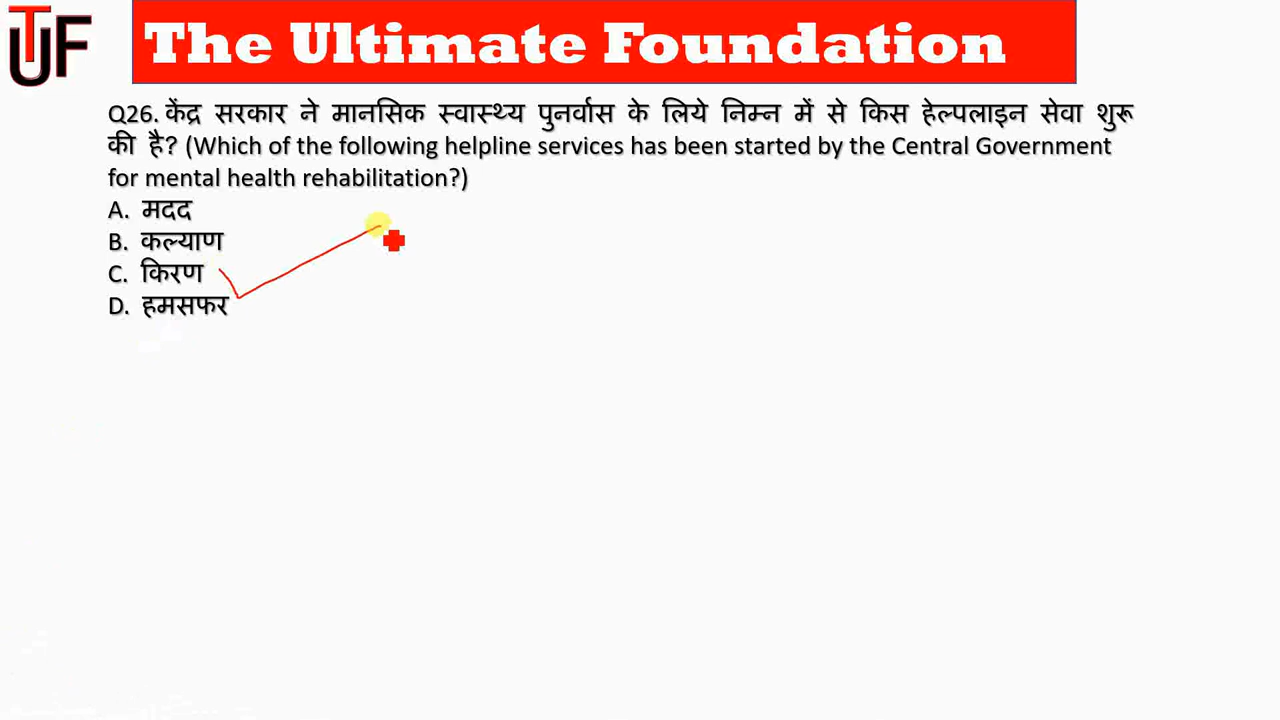 TUF
The Ultimate Foundation
Q26. केंद्र सरकार ने मानसिक स्वास्थ्य पुनर्वास के लिये निम्न में से किस हेल्पलाइन सेवा शुरू
की है? (Which of the following helpline services has been started by the Central Government
for mental health rehabilitation?)
A. मदद
B. कल्याण
C. किरण
D. हमसफर